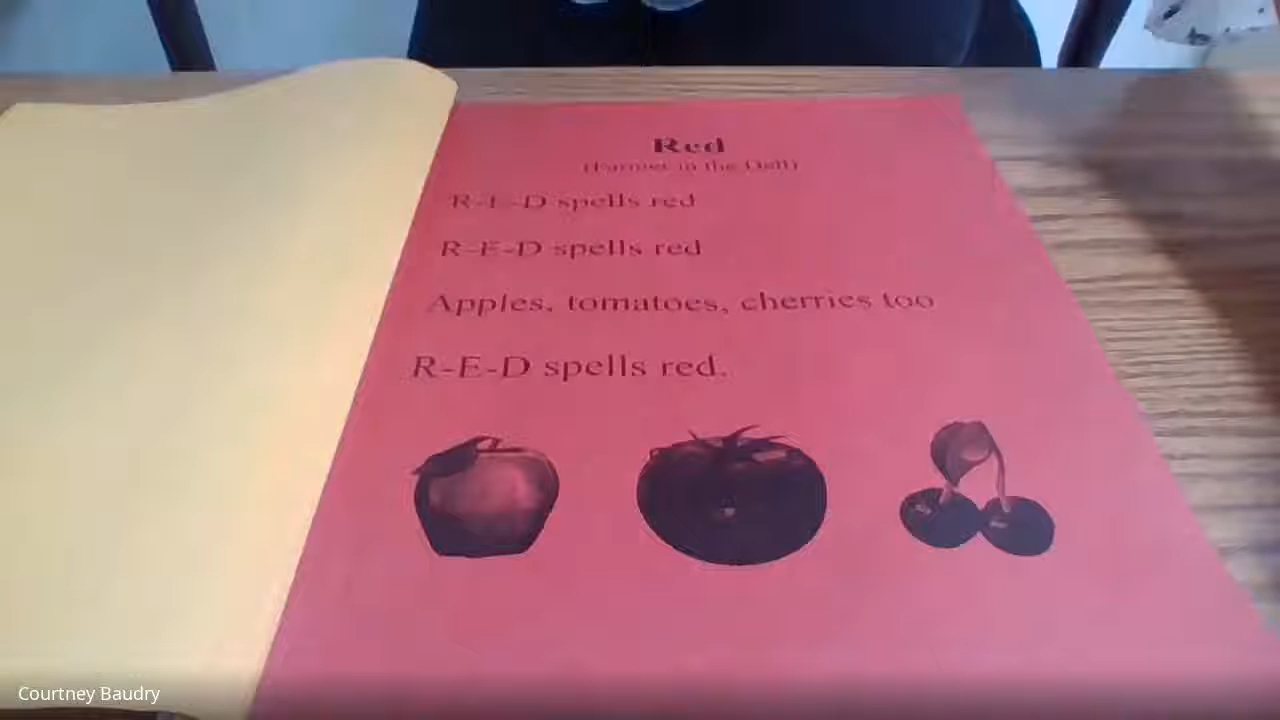 Red
(Farmer in the Dell)
R-E-D spells red
R-E-D spells red
Apples, tomatoes, cherries too
R-E-D spells red.
Courtney Baudry